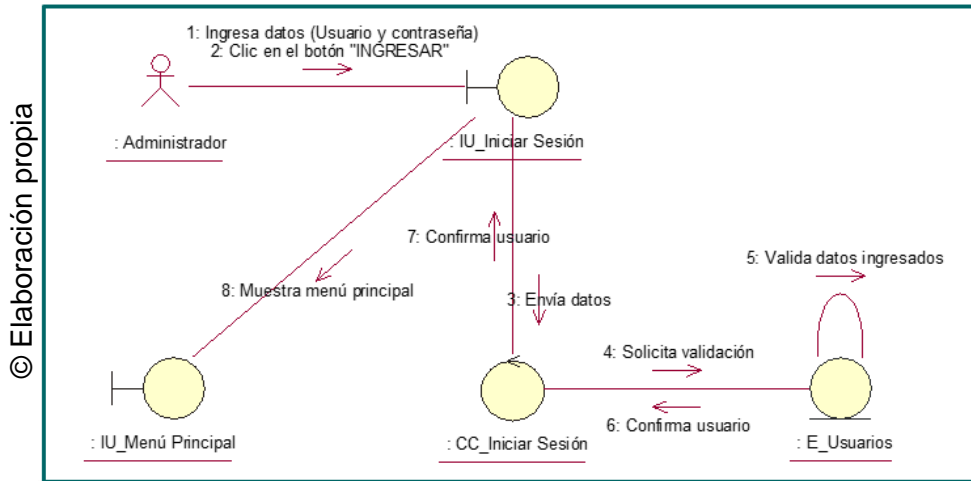 © Elaboración propia
1: Ingresa datos (Usuario y contraseña)
2: Clic en el botón "INGRESAR"
: Administrador
: IU_Iniciar Sesión
7: Confirma usuario
5: Valida datos ingresados
8: Muestra menú principal
3: Envía datos
4: Solicita validación
6: Confirma usuario
: IU_Menú Principal
: CC_Iniciar Sesión
: E_Usuarios